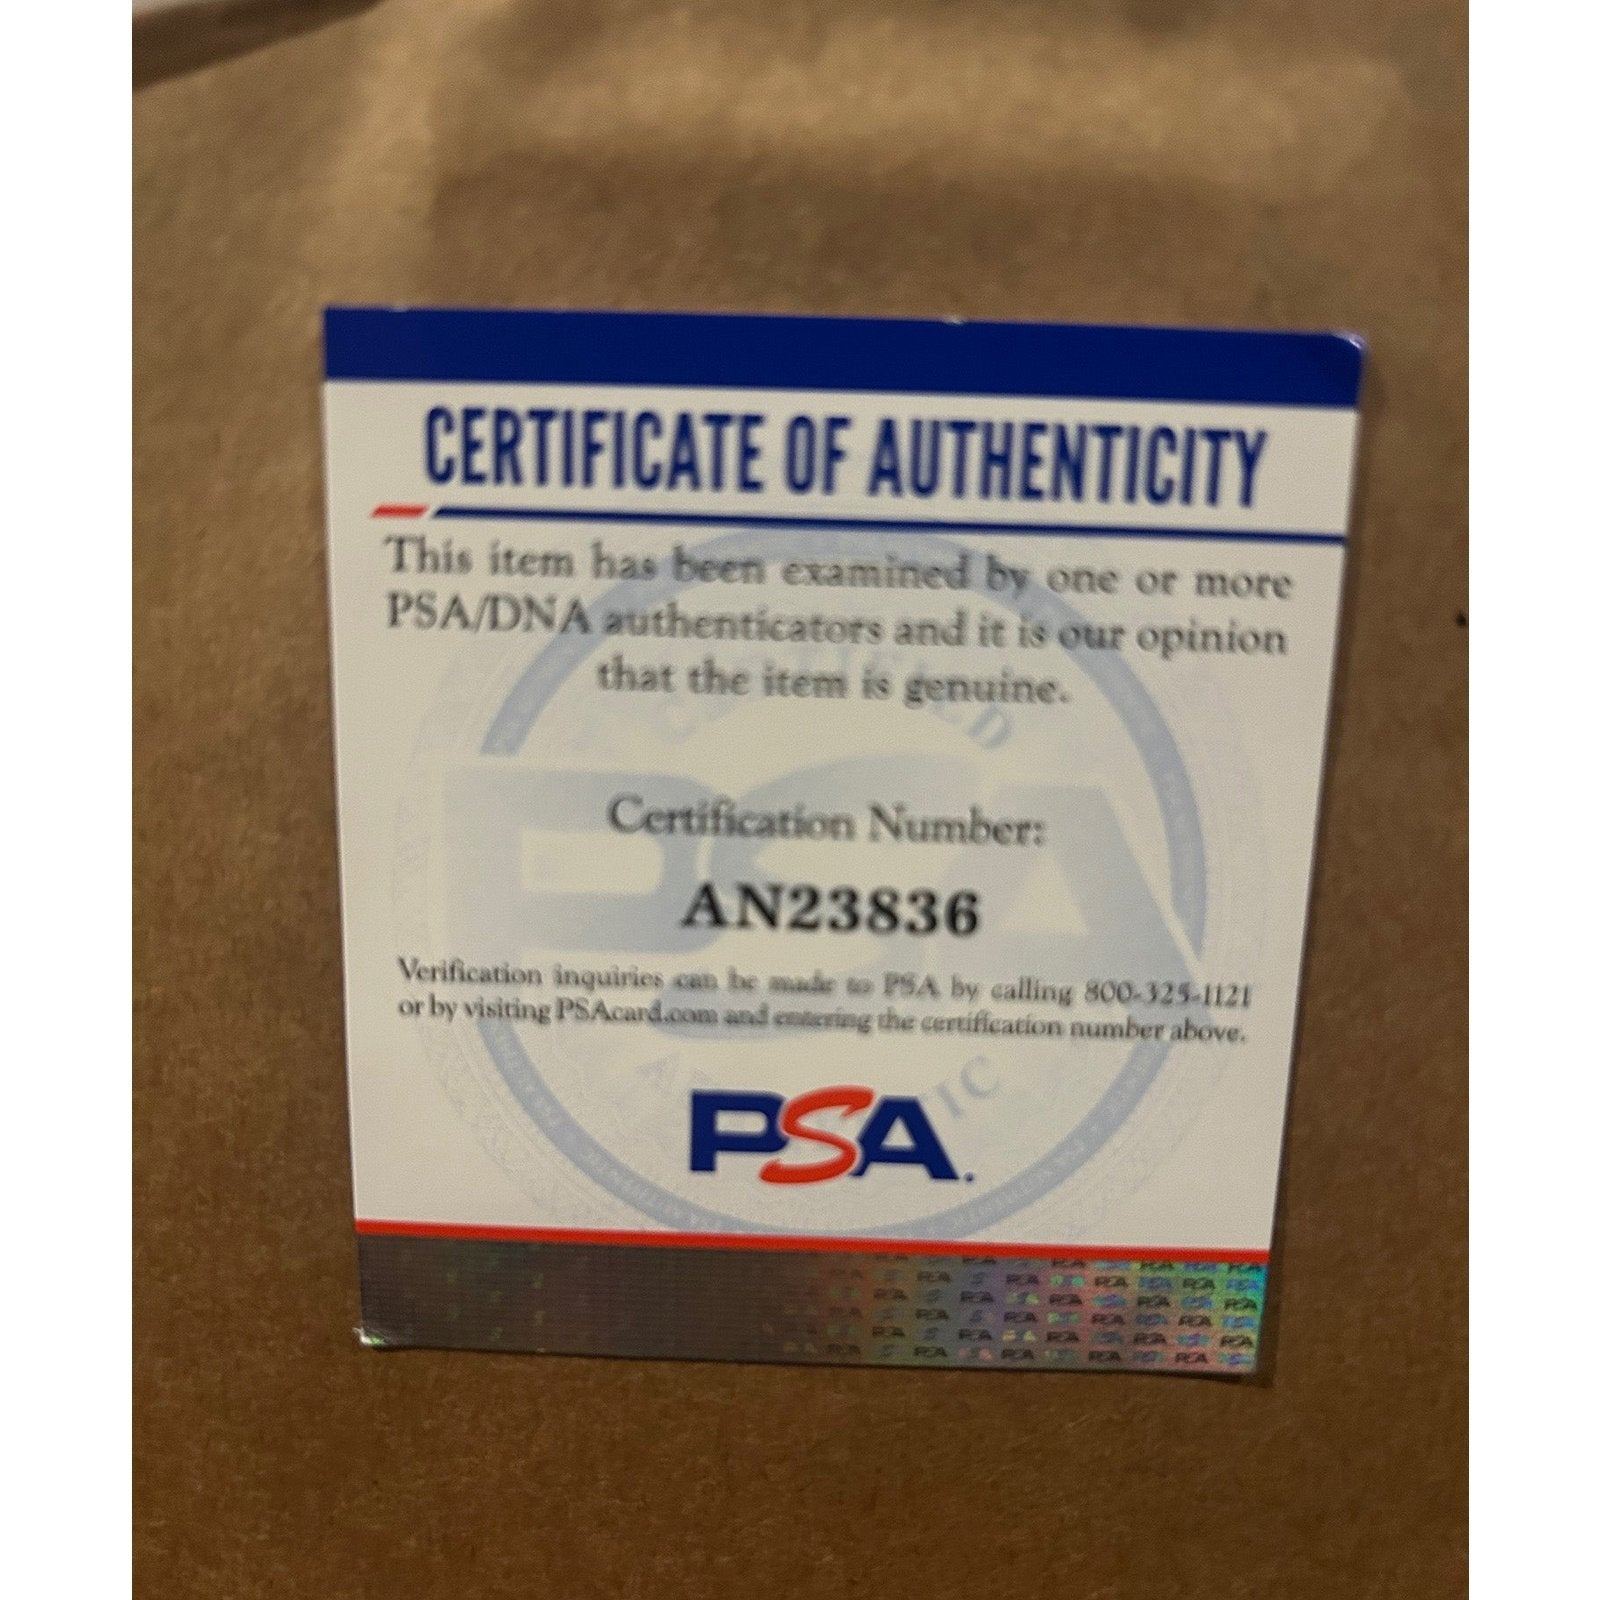 CERTIFICATE OF AUTHENTICITY
This item has been examined by one or more
PSA/DNA authenticators and it is our opinion
that the item is genuine.
CERTIFIED
PSA
Certification Number:
AN23836
Verification inquiries can be made to PSA by calling 800-325-1121
or by visiting PSAcard.com and entering the certification number above.
PSA.